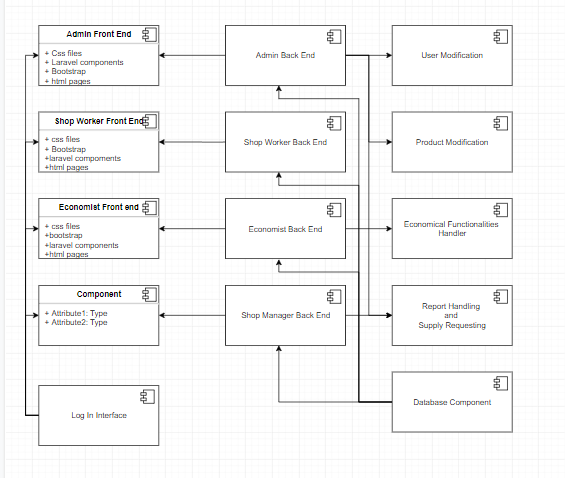 Admin Front End
+ Css files
+ Laravel components
+ Bootstrap
+ html pages
Admin Back End
User Modification
Shop Worker Front End
+ css files
+ Bootstrap
+laravel components
+html pages
Shop Worker Back End
Product Modification
Economist Front end
+ css files
+bootstrap
+laravel components
+html pages
Economist Back End
Economical Functionalities
Handler
Component
+ Attribute1: Type
+ Attribute2: Type
Shop Manager Back End
Report Handling
and
Supply Requesting
Log In Interface
Database Component